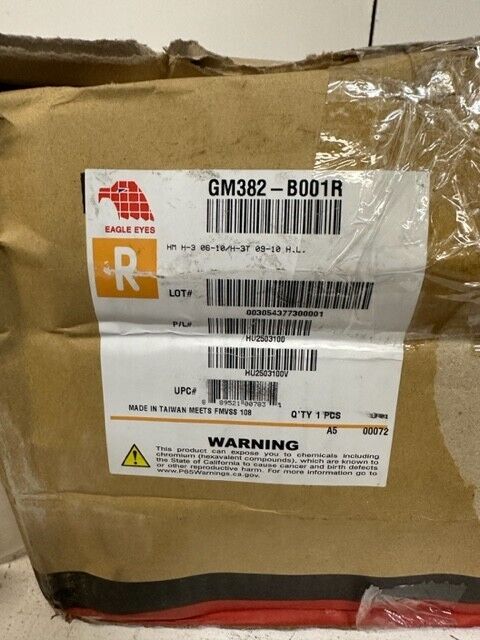 GM382-B001R
EAGLE EYES
R
HM H-3 06-10/H-3T 09-10 H.L.
LOT#
003054377300001
P/L#
HU2503100
HU2503100V
UPC#
8 89521 00783 1
MADE IN TAIWAN MEETS FMVSS 108
Q'TY 1 PCS
A5 00072
WARNING
This product can expose you to chemicals including
chromium (hexavalent compounds), which are known to
the State of California to cause cancer and birth defects
or other reproductive harm. For more information go to
www.P65Warnings.ca.gov.